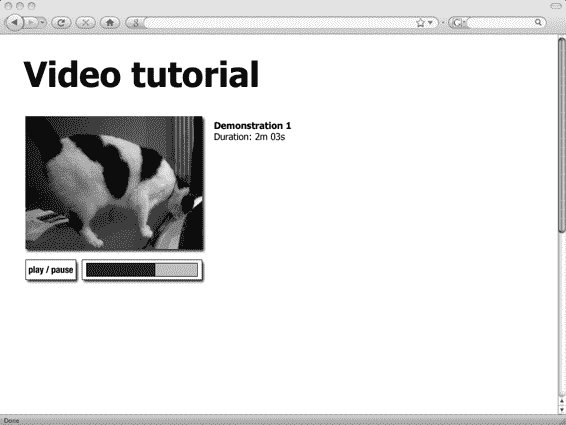 Video tutorial
Demonstration 1
Duration: 2m 03s
play / pause
Done